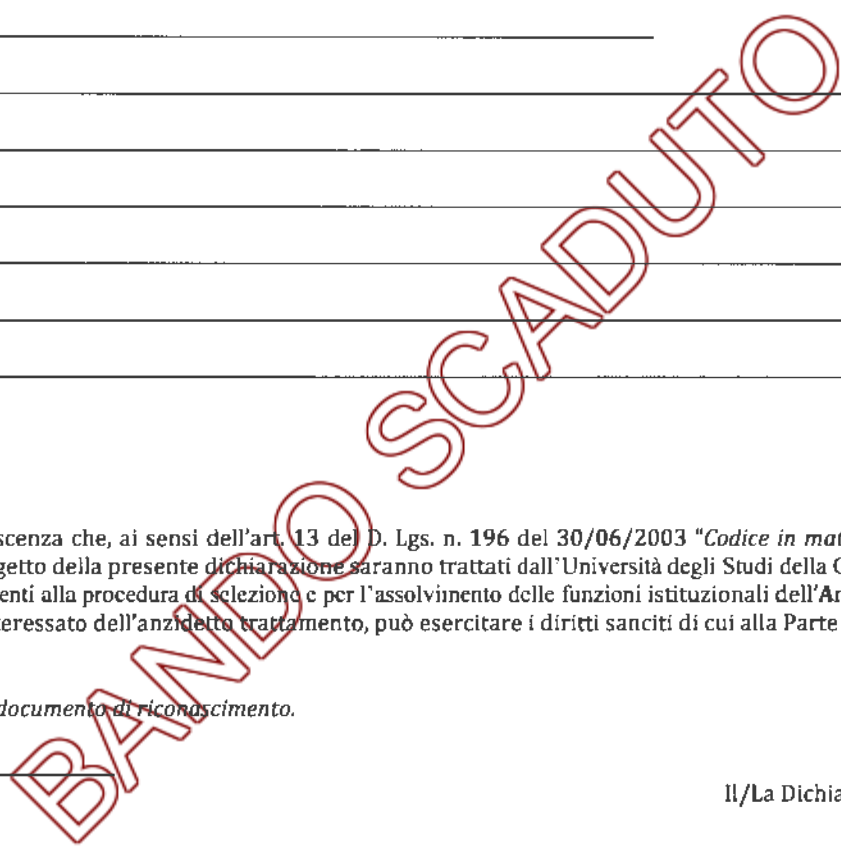 scenza che, ai sensi dell'art. 13 del D. Lgs. n. 196 del 30/06/2003 "Codice in mat
getto della presente dichiarazione saranno trattati dall'Università degli Studi della C
enti alla procedura di selezione e per l'assolvimento delle funzioni istituzionali dell'An
teressato dell'anzidetto trattamento, può esercitare i diritti sanciti di cui alla Parte
documento di riconoscimento.
Il/La Dichia
BANDO SCADUTO